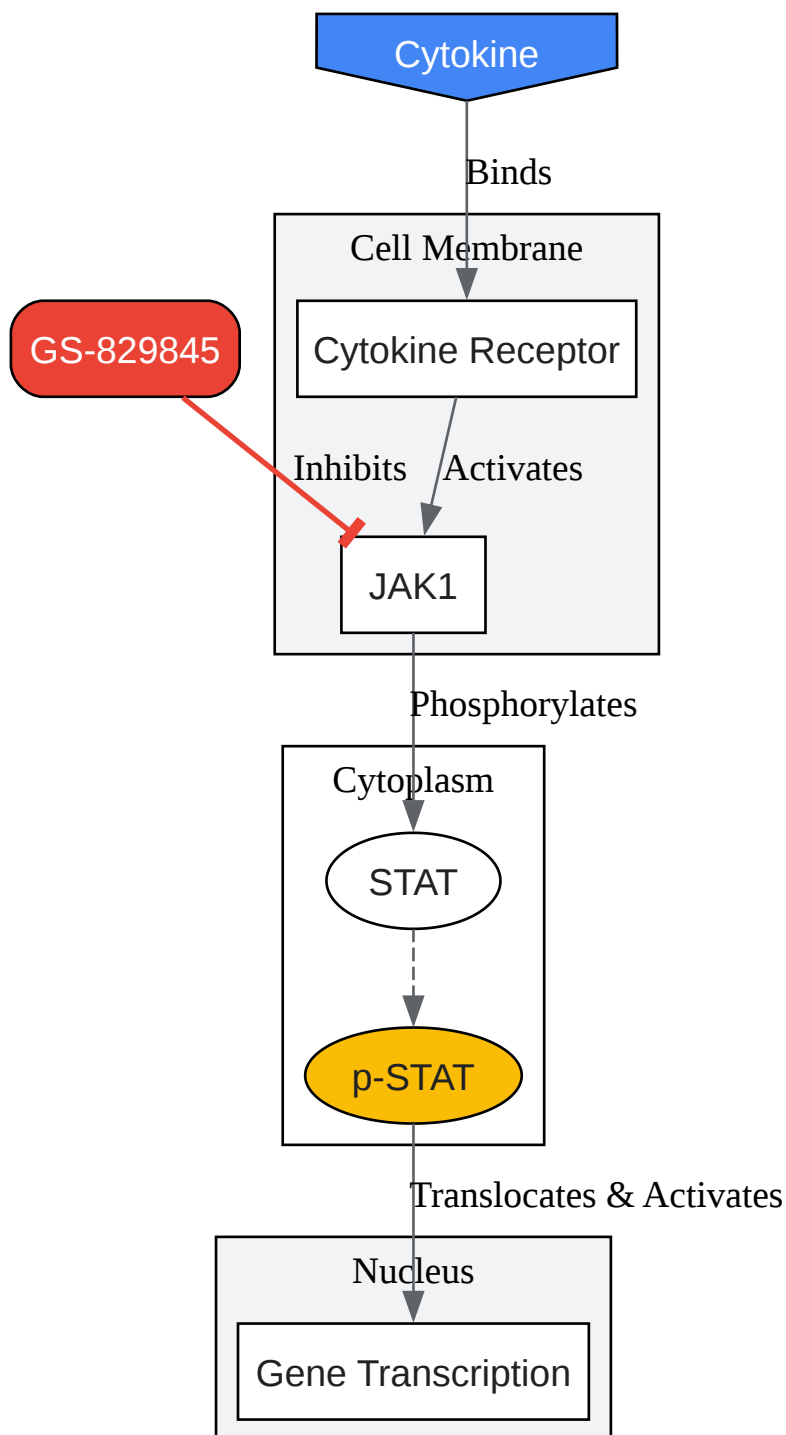 Cytokine
Binds
Cell Membrane
GS-829845
Cytokine Receptor
Inhibits
Activates
JAK1
Phosphorylates
Cytoplasm
STAT
p-STAT
Translocates & Activates
Nucleus
Gene Transcription